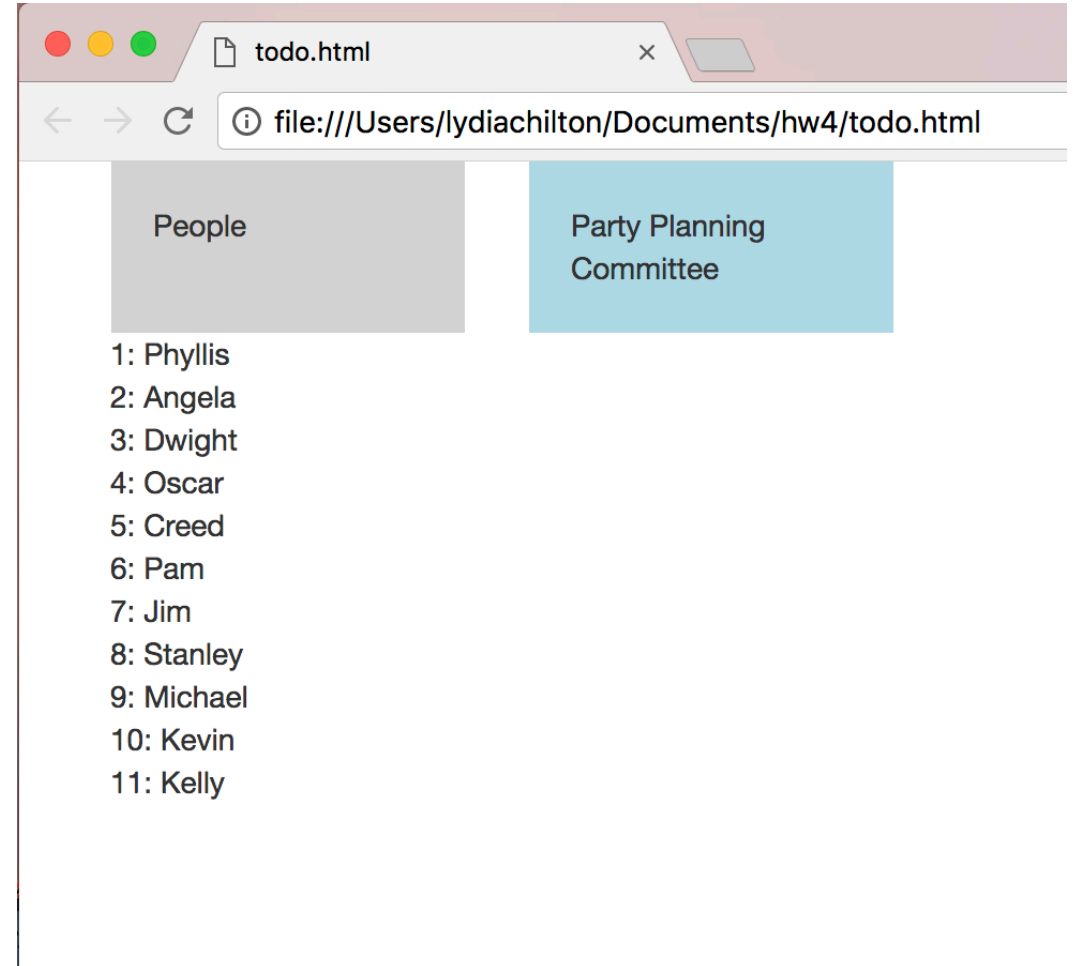 todo.html
file:///Users/lydiachilton/Documents/hw4/todo.html
People
Party Planning
Committee
1: Phyllis
2: Angela
3: Dwight
4: Oscar
5: Creed
6: Pam
7: Jim
8: Stanley
9: Michael
10: Kevin
11: Kelly